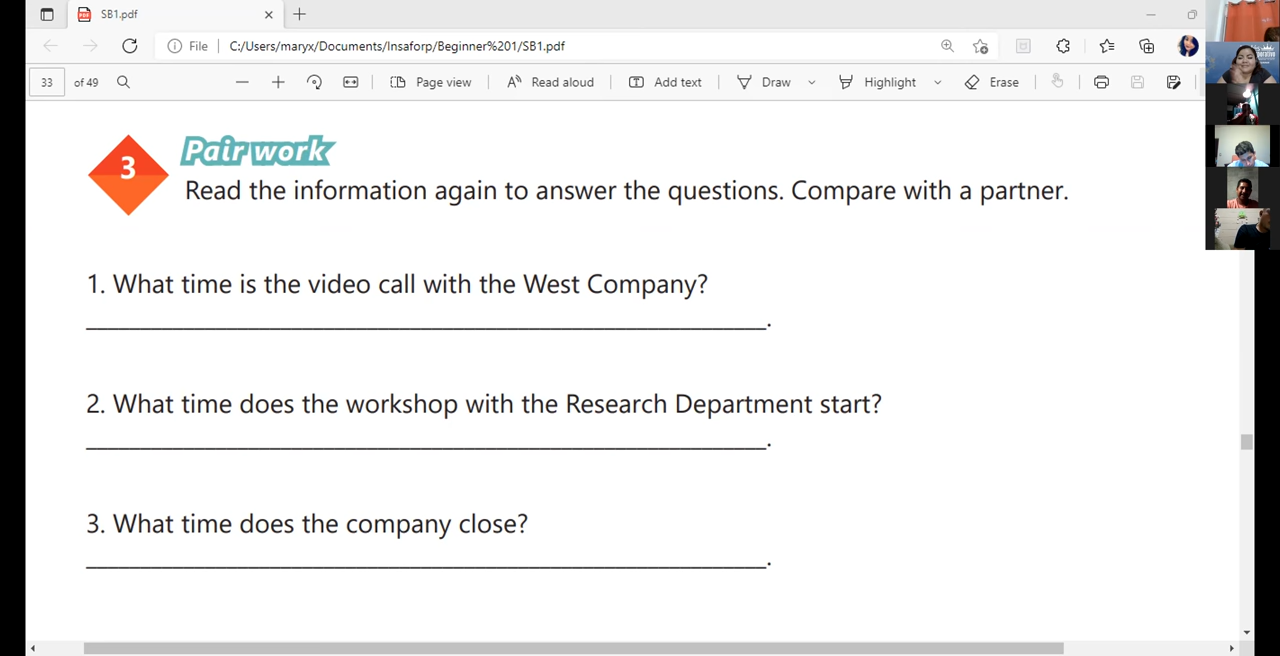 SB1.pdf
File
C:/Users/maryx/Documents/Insaforp/Beginner%201/SB1.pdf
33 of 49
Page view
Read aloud
Add text
Draw
Highlight
Erase
3
Pair work
Read the information again to answer the questions. Compare with a partner.
1. What time is the video call with the West Company?
______________________________.
2. What time does the workshop with the Research Department start?
______________________________.
3. What time does the company close?
______________________________.